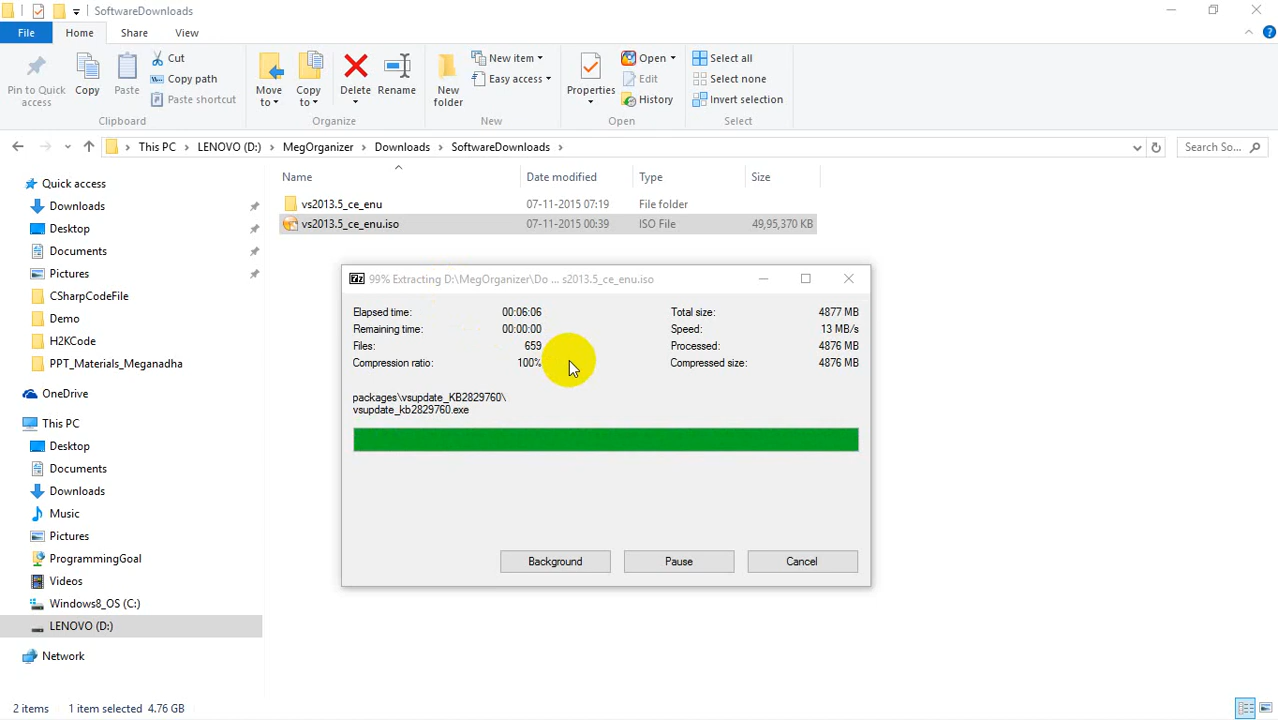 SoftwareDownloads
File
Home
Share
View
Pin to Quick access
Copy
Paste
Cut
Copy path
Paste shortcut
Clipboard
Move to
Copy to
Delete
Rename
Organize
New folder
New item
Easy access
New
Properties
Open
Edit
History
Open
Select all
Select none
Invert selection
Select
This PC
LENOVO (D:)
MegOrganizer
Downloads
SoftwareDownloads
Search So...
Name
Date modified
Type
Size
vs2013.5_ce_enu 07-11-2015 07:19 File folder
vs2013.5_ce_enu.iso 07-11-2015 00:39 ISO File 49,95,370 KB
Quick access
Downloads
Desktop
Documents
Pictures
CSharpCodeFile
Demo
H2KCode
PPT_Materials_Meganadha
OneDrive
This PC
Desktop
Documents
Downloads
Music
Pictures
ProgrammingGoal
Videos
Windows8_OS (C:)
LENOVO (D:)
Network
7z 99% Extracting D:\MegOrganizer\Do ... s2013.5_ce_enu.iso
Elapsed time: 00:06:06 Total size: 4877 MB
Remaining time: 00:00:00 Speed: 13 MB/s
Files: 659 Processed: 4876 MB
Compression ratio: 100% Compressed size: 4876 MB
packages\vsupdate_KB2829760\
vsupdate_kb2829760.exe
Background
Pause
Cancel
2 items 1 item selected 4.76 GB